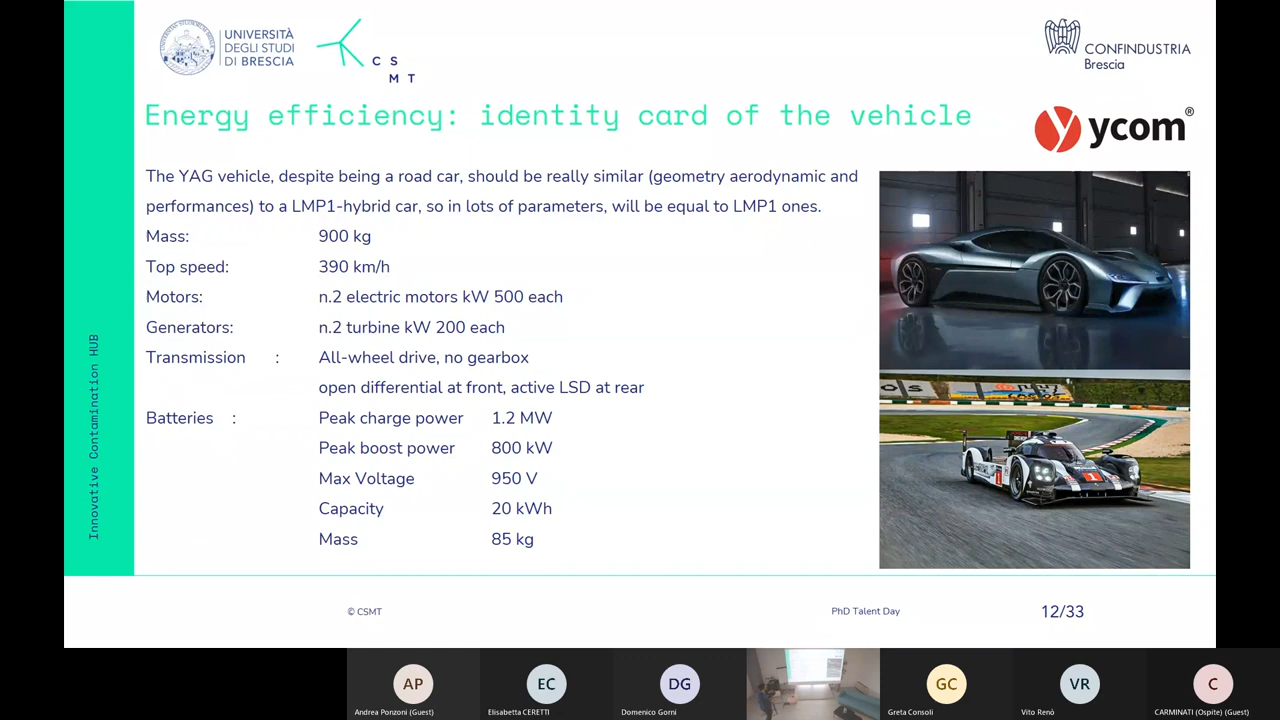 UNIVERSITÀ
DEGLI STUDI
DI BRESCIA
C S
M T
CONFINDUSTRIA
Brescia
Energy efficiency: identity card of the vehicle
ycom®
The YAG vehicle, despite being a road car, should be really similar (geometry aerodynamic and
performances) to a LMP1-hybrid car, so in lots of parameters, will be equal to LMP1 ones.
Mass: 900 kg
Top speed: 390 km/h
Motors: n.2 electric motors kW 500 each
Generators: n.2 turbine kW 200 each
Transmission : All-wheel drive, no gearbox
open differential at front, active LSD at rear
Batteries : Peak charge power 1.2 MW
Peak boost power 800 kW
Max Voltage 950 V
Capacity 20 kWh
Mass 85 kg
Innovative Contamination HUB
1
© CSMT
PhD Talent Day
12/33
AP
EC
DG
GC
VR
C
Andrea Ponzoni (Guest)
Elisabetta CERETTI
Domenico Gorni
Greta Consoli
Vito Renò
CARMINATI (Ospite) (Guest)